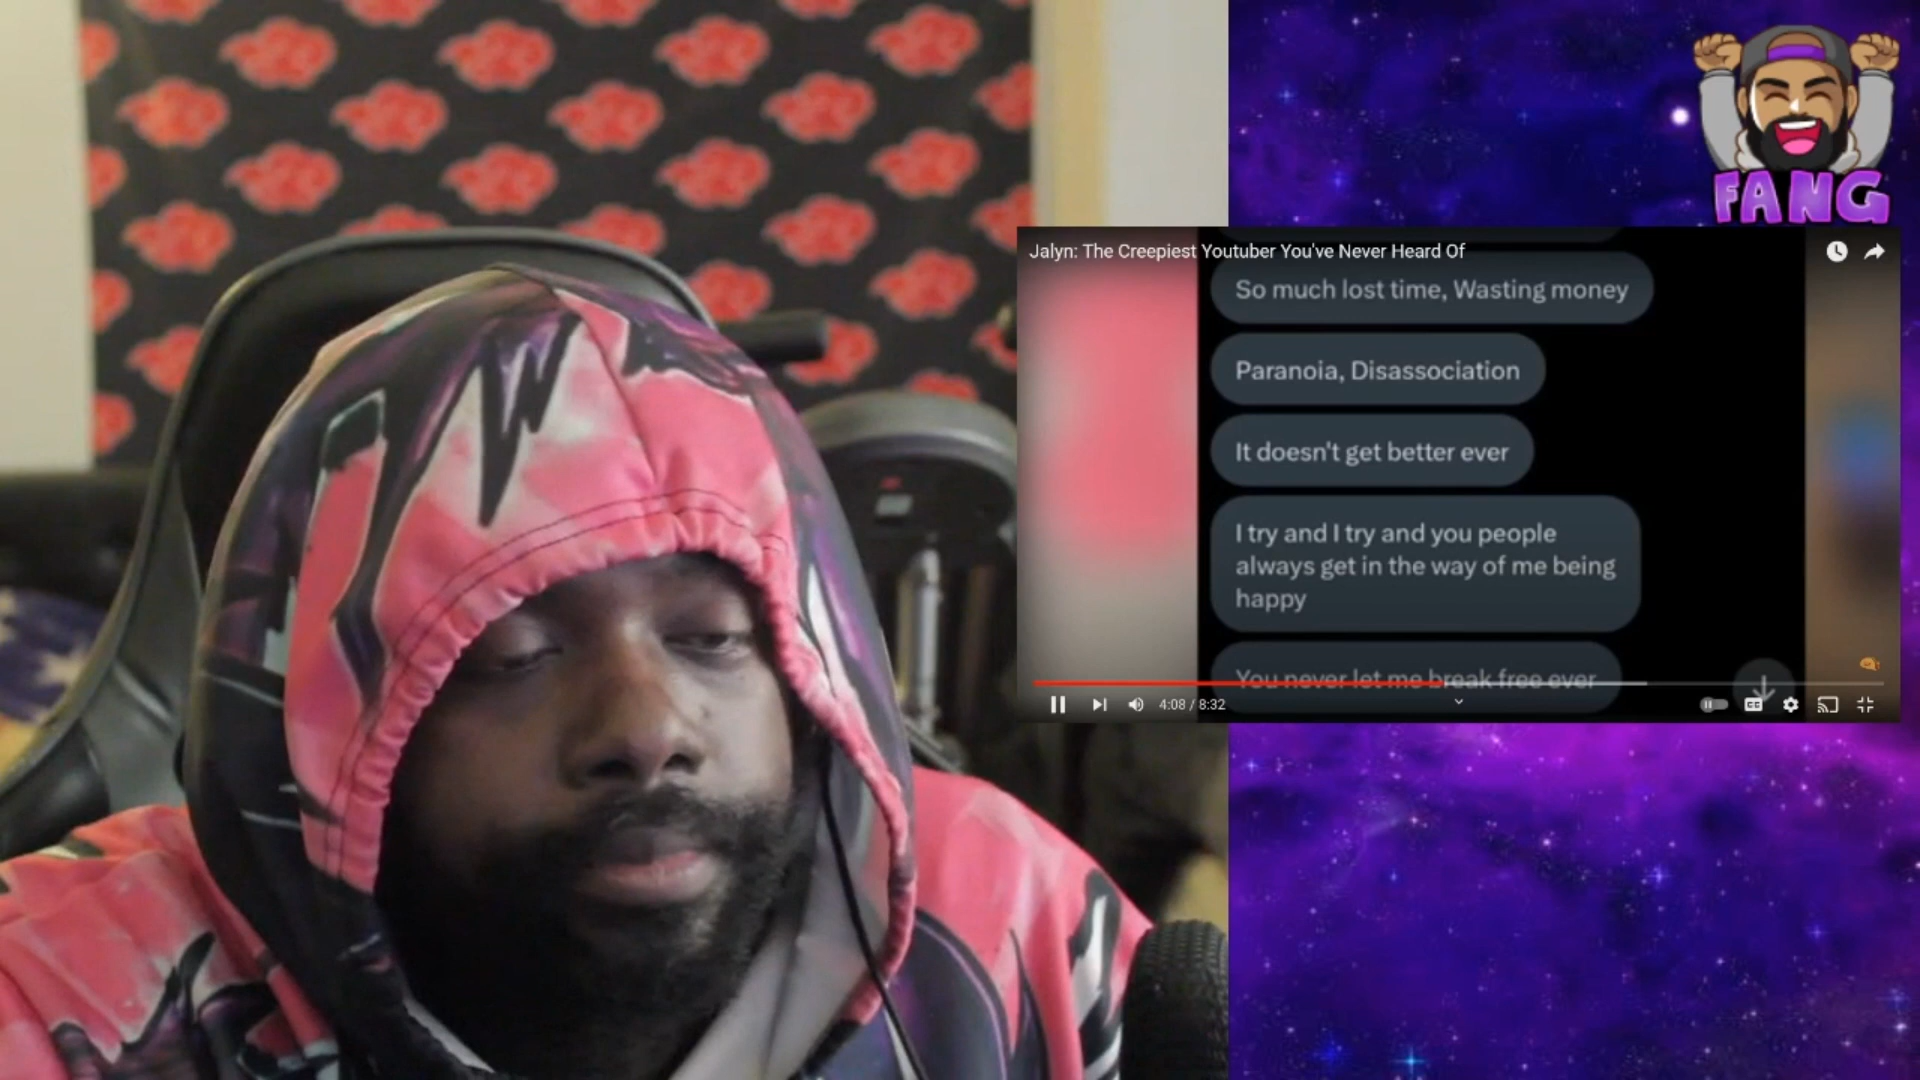 FANG
Jalyn: The Creepiest Youtuber You've Never Heard Of
So much lost time, Wasting money
Paranoia, Disassociation
It doesn't get better ever
I try and I try and you people
always get in the way of me being
happy
You never let me break free ever
4:08 / 8:32
CC